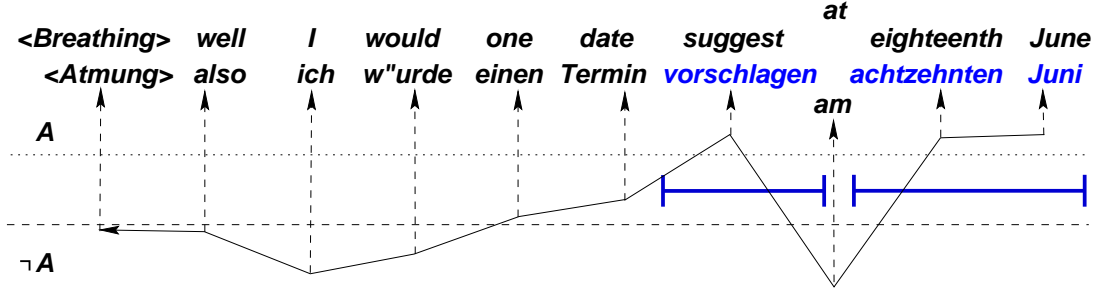 at
<Breathing> well I would one date suggest eighteenth June
<Atmung> also ich w"urde einen Termin vorschlagen achtzehnten Juni
am
A
¬A